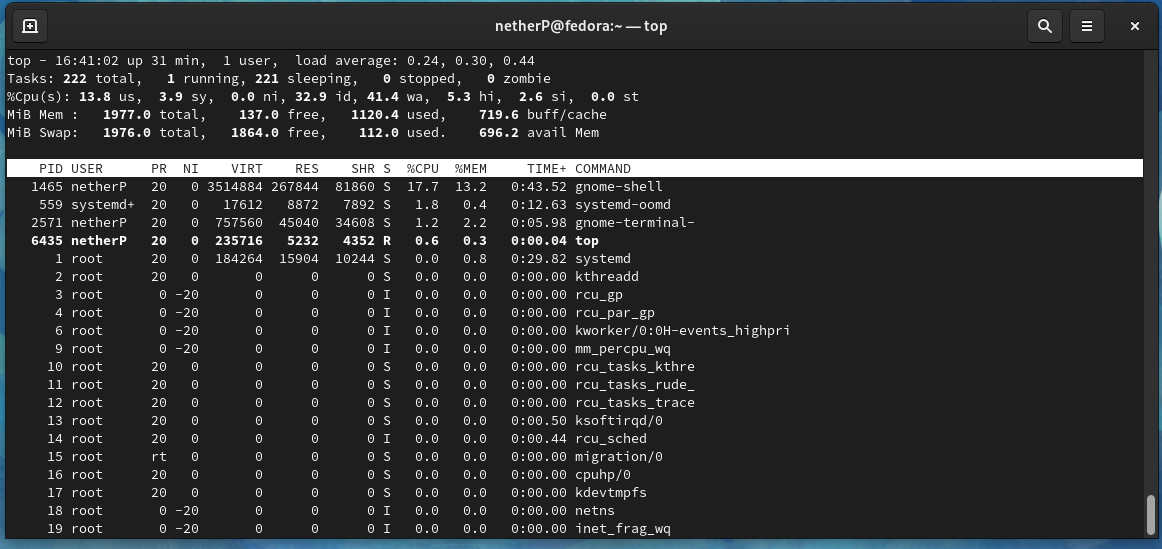 netherP@fedora:~ — top
top - 16:41:02 up 31 min,  1 user,  load average: 0.24, 0.30, 0.44
Tasks: 222 total,   1 running, 221 sleeping,   0 stopped,   0 zombie
%Cpu(s): 13.8 us,  3.9 sy,  0.0 ni, 32.9 id, 41.4 wa,  5.3 hi,  2.6 si,  0.0 st
MiB Mem :   1977.0 total,    137.0 free,   1120.4 used,    719.6 buff/cache
MiB Swap:   1976.0 total,   1864.0 free,    112.0 used.    696.2 avail Mem
PID USER      PR  NI    VIRT    RES    SHR S  %CPU  %MEM     TIME+ COMMAND
1465 netherP   20   0 3514884 267844  81860 S  17.7  13.2   0:43.52 gnome-shell
559 systemd+  20   0   17612   8872   7892 S   1.8   0.4   0:12.63 systemd-oomd
2571 netherP   20   0  757560  45040  34608 S   1.2   2.2   0:05.98 gnome-terminal-
6435 netherP   20   0  235716   5232   4352 R   0.6   0.3   0:00.04 top
1 root      20   0  184264  15904  10244 S   0.0   0.8   0:29.82 systemd
2 root      20   0       0      0      0 S   0.0   0.0   0:00.00 kthreadd
3 root       0 -20       0      0      0 I   0.0   0.0   0:00.00 rcu_gp
4 root       0 -20       0      0      0 I   0.0   0.0   0:00.00 rcu_par_gp
6 root       0 -20       0      0      0 I   0.0   0.0   0:00.00 kworker/0:0H-events_highpri
9 root       0 -20       0      0      0 I   0.0   0.0   0:00.00 mm_percpu_wq
10 root      20   0       0      0      0 S   0.0   0.0   0:00.00 rcu_tasks_kthre
11 root      20   0       0      0      0 S   0.0   0.0   0:00.00 rcu_tasks_rude_
12 root      20   0       0      0      0 S   0.0   0.0   0:00.00 rcu_tasks_trace
13 root      20   0       0      0      0 S   0.0   0.0   0:00.50 ksoftirqd/0
14 root      20   0       0      0      0 I   0.0   0.0   0:00.44 rcu_sched
15 root      rt   0       0      0      0 S   0.0   0.0   0:00.00 migration/0
16 root      20   0       0      0      0 S   0.0   0.0   0:00.00 cpuhp/0
17 root      20   0       0      0      0 S   0.0   0.0   0:00.00 kdevtmpfs
18 root       0 -20       0      0      0 I   0.0   0.0   0:00.00 netns
19 root       0 -20       0      0      0 I   0.0   0.0   0:00.00 inet_frag_wq